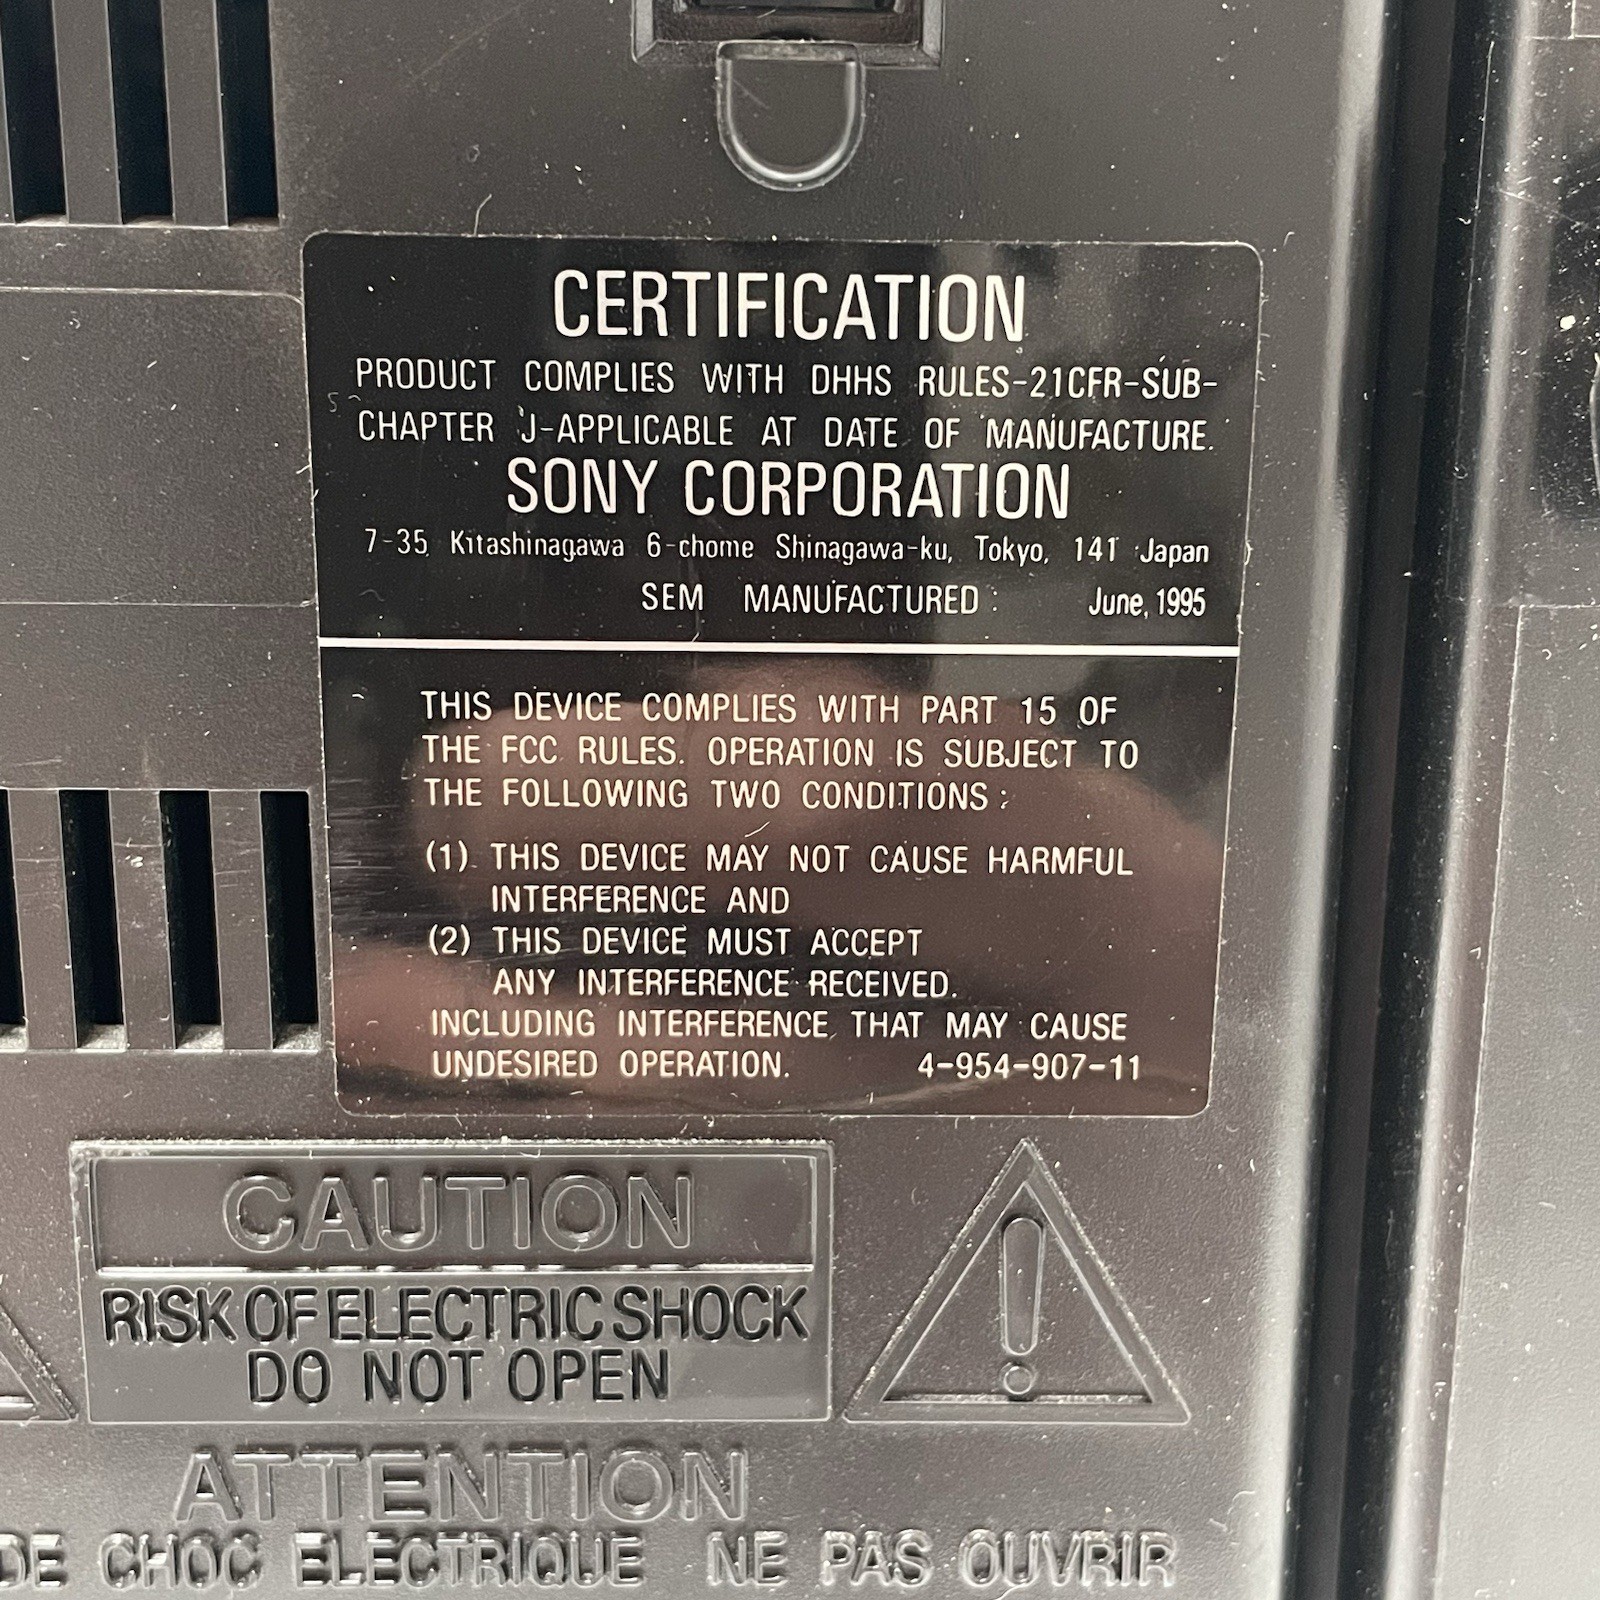 CERTIFICATION
PRODUCT COMPLIES WITH DHHS RULES-21CFR-SUB-
CHAPTER J-APPLICABLE AT DATE OF MANUFACTURE.
SONY CORPORATION
7-35 Kitashinagawa 6-chome Shinagawa-ku, Tokyo, 141 Japan
SEM MANUFACTURED: June, 1995
THIS DEVICE COMPLIES WITH PART 15 OF
THE FCC RULES. OPERATION IS SUBJECT TO
THE FOLLOWING TWO CONDITIONS:
(1) THIS DEVICE MAY NOT CAUSE HARMFUL
INTERFERENCE AND
(2) THIS DEVICE MUST ACCEPT
ANY INTERFERENCE RECEIVED.
INCLUDING INTERFERENCE THAT MAY CAUSE
UNDESIRED OPERATION. 4-954-907-11
CAUTION
RISK OF ELECTRIC SHOCK
DO NOT OPEN
!
ATTENTION
DE CHOC ELECTRIQUE NE PAS OUVRIR